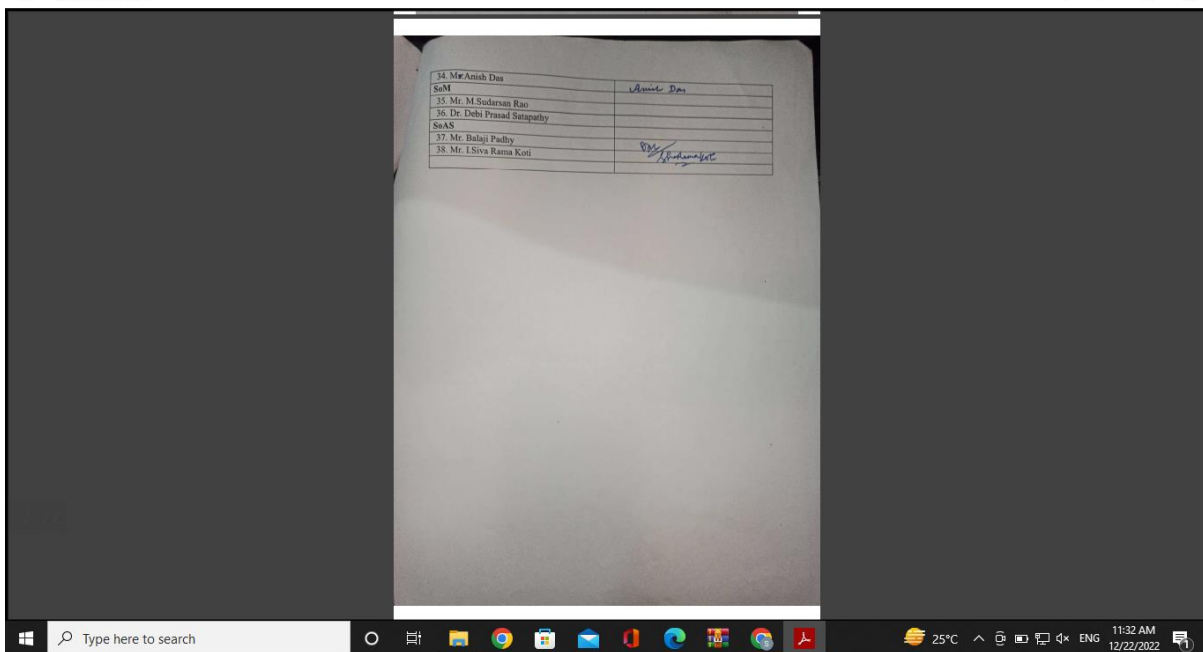 34. Mr.Anish Das
Anish Das
SoM
35. Mr. M.Sudarsan Rao
36. Dr. Debi Prasad Satapathy
SoAS
37. Mr. Balaji Padhy
38. Mr. I.Siva Rama Koti
Type here to search
25°C
ENG
11:32 AM
12/22/2022